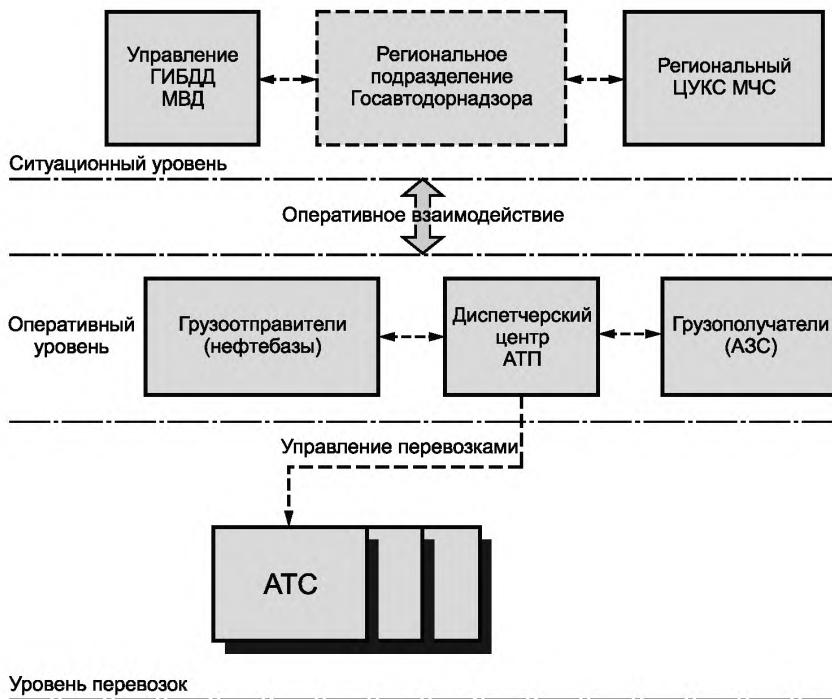 Управление
ГИБДД
МВД
Региональное
подразделение
Госавтодорнадзора
Региональный
ЦУКС МЧС
Ситуационный уровень
Оперативное взаимодействие
Оперативный
уровень
Грузоотправители
(нефтебазы)
Диспетчерский
центр
АТП
Грузополучатели
(АЗС)
Управление перевозками
АТС
Уровень перевозок